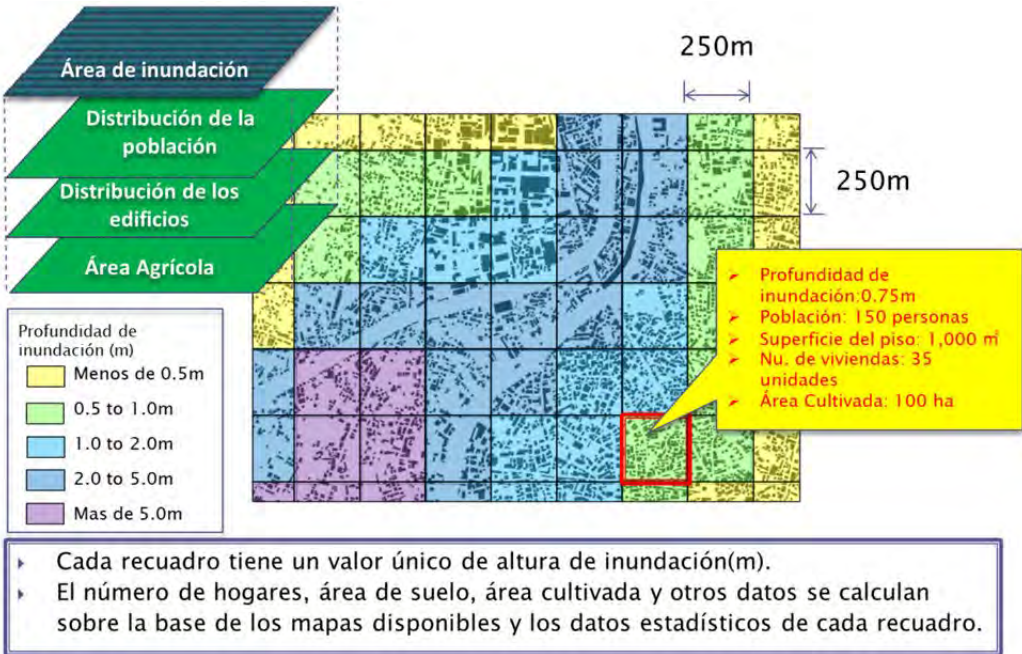 Área de inundación
Distribución de la
población
Distribución de los
edificios
Área Agrícola
250m
250m
Profundidad de
inundación (m)
Menos de 0.5m
0.5 to 1.0m
1.0 to 2.0m
2.0 to 5.0m
Mas de 5.0m
➢ Profundidad de
inundación:0.75m
➢ Población: 150 personas
➢ Superficie del piso: 1,000 ㎡
➢ Nu. de viviendas: 35
unidades
➢ Área Cultivada: 100 ha
‣ Cada recuadro tiene un valor único de altura de inundación(m).
‣ El número de hogares, área de suelo, área cultivada y otros datos se calculan
sobre la base de los mapas disponibles y los datos estadísticos de cada recuadro.